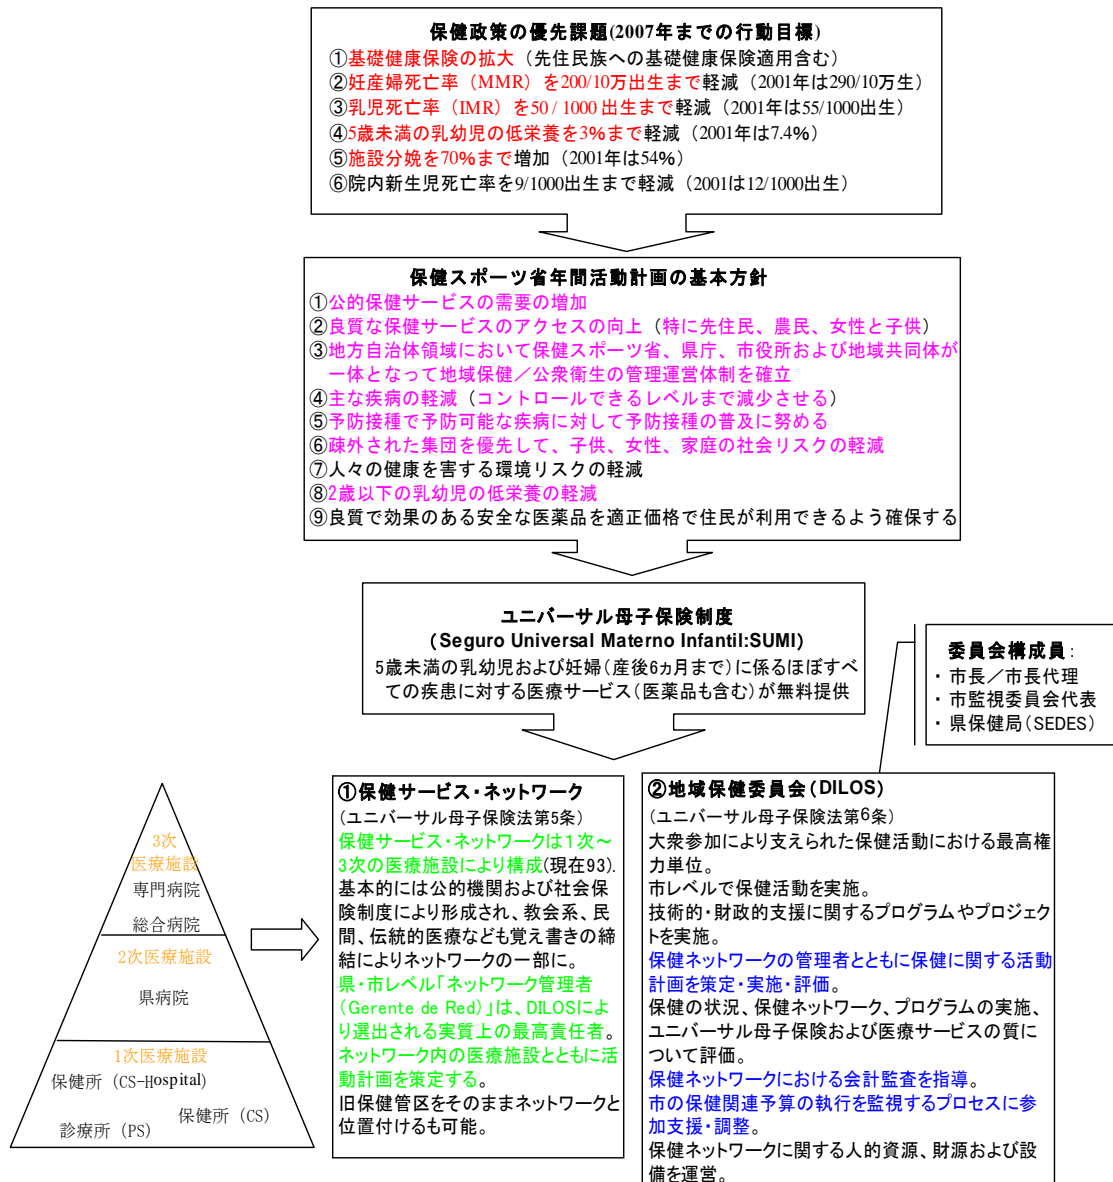 保健政策の優先課題(2007年までの行動目標)
①基礎健康保険の拡大（先住民族への基礎健康保険適用含む）
②妊産婦死亡率（MMR）を200/10万出生まで軽減（2001年は290/10万生）
③乳児死亡率（IMR）を50 / 1000 出生まで軽減（2001年は55/1000出生）
④5歳未満の乳幼児の低栄養を3％まで軽減（2001年は7.4％）
⑤施設分娩を70％まで増加（2001年は54％）
⑥院内新生児死亡率を9/1000出生まで軽減（2001は12/1000出生）
保健スポーツ省年間活動計画の基本方針
①公的保健サービスの需要の増加
②良質な保健サービスのアクセスの向上（特に先住民、農民、女性と子供）
③地方自治体領域において保健スポーツ省、県庁、市役所および地域共同体が
一体となって地域保健／公衆衛生の管理運営体制を確立
④主な疾病の軽減（コントロールできるレベルまで減少させる）
⑤予防接種で予防可能な疾病に対して予防接種の普及に努める
⑥疎外された集団を優先して、子供、女性、家庭の社会リスクの軽減
⑦人々の健康を害する環境リスクの軽減
⑧2歳以下の乳幼児の低栄養の軽減
⑨良質で効果のある安全な医薬品を適正価格で住民が利用できるよう確保する
ユニバーサル母子保険制度
（Seguro Universal Materno Infantil:SUMI）
5歳未満の乳幼児および妊婦（産後6ヵ月まで）に係るほぼすべ
ての疾患に対する医療サービス（医薬品も含む）が無料提供
委員会構成員：
・市長／市長代理
・市監視委員会代表
・県保健局（SEDES）
3次
医療施設
専門病院
総合病院
2次医療施設
県病院
1次医療施設
保健所（CS-Hospital）
保健所（CS）
診療所（PS）
①保健サービス・ネットワーク
（ユニバーサル母子保険法第5条）
保健サービス・ネットワークは１次～
3次の医療施設により構成(現在93).
基本的には公的機関および社会保
険制度により形成され、教会系、民
間、伝統的医療なども覚え書きの締
結によりネットワークの一部に。
県・市レベル「ネットワーク管理者
（Gerente de Red）」は、DILOSによ
り選出される実質上の最高責任者。
ネットワーク内の医療施設とともに活
動計画を策定する。
旧保健管区をそのままネットワークと
位置付けるも可能。
②地域保健委員会（DILOS）
（ユニバーサル母子保険法第6条）
大衆参加により支えられた保健活動における最高権
力単位。
市レベルで保健活動を実施。
技術的・財政的支援に関するプログラムやプロジェク
トを実施。
保健ネットワークの管理者とともに保健に関する活動
計画を策定・実施・評価。
保健の状況、保健ネットワーク、プログラムの実施、
ユニバーサル母子保険および医療サービスの質に
ついて評価。
保健ネットワークにおける会計監査を指導。
市の保健関連予算の執行を監視するプロセスに参
加支援・調整。
保健ネットワークに関する人的資源、財源および設
備を運営。